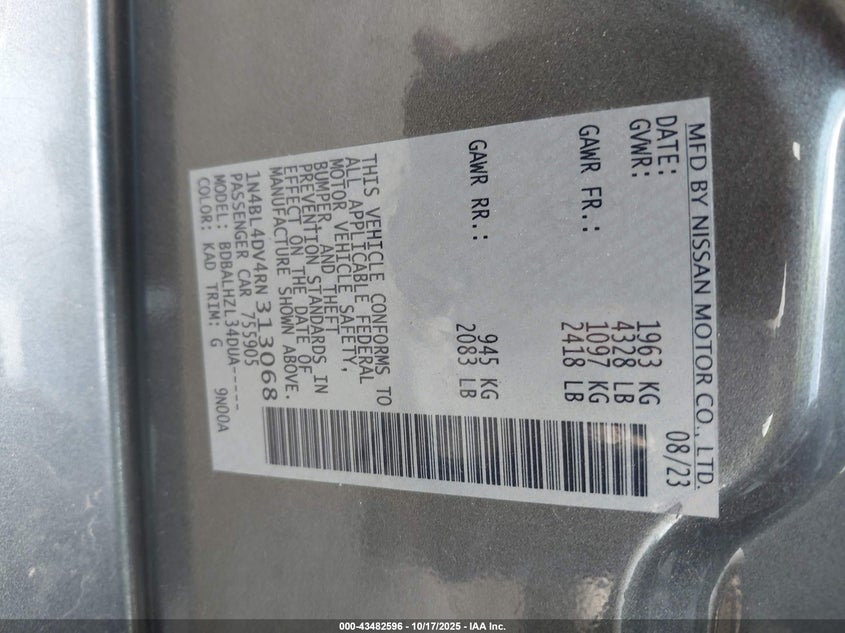 MFD BY NISSAN MOTOR CO., LTD.
DATE: 08/23
GVWR: 1963 KG
4328 LB
GAWR FR.: 1097 KG
2418 LB
GAWR RR.: 945 KG
2083 LB
THIS VEHICLE CONFORMS TO
ALL APPLICABLE FEDERAL
MOTOR VEHICLE SAFETY,
BUMPER AND THEFT
PREVENTION STANDARDS IN
EFFECT ON THE DATE OF
MANUFACTURE SHOWN ABOVE.
1N4BL4DV4RN313068
PASSENGER CAR 755905
MODEL: BDBALHZL34DUA-----
COLOR: KAD TRIM: G 9N00A
000-43482596 - 10/17/2025 - IAA Inc.